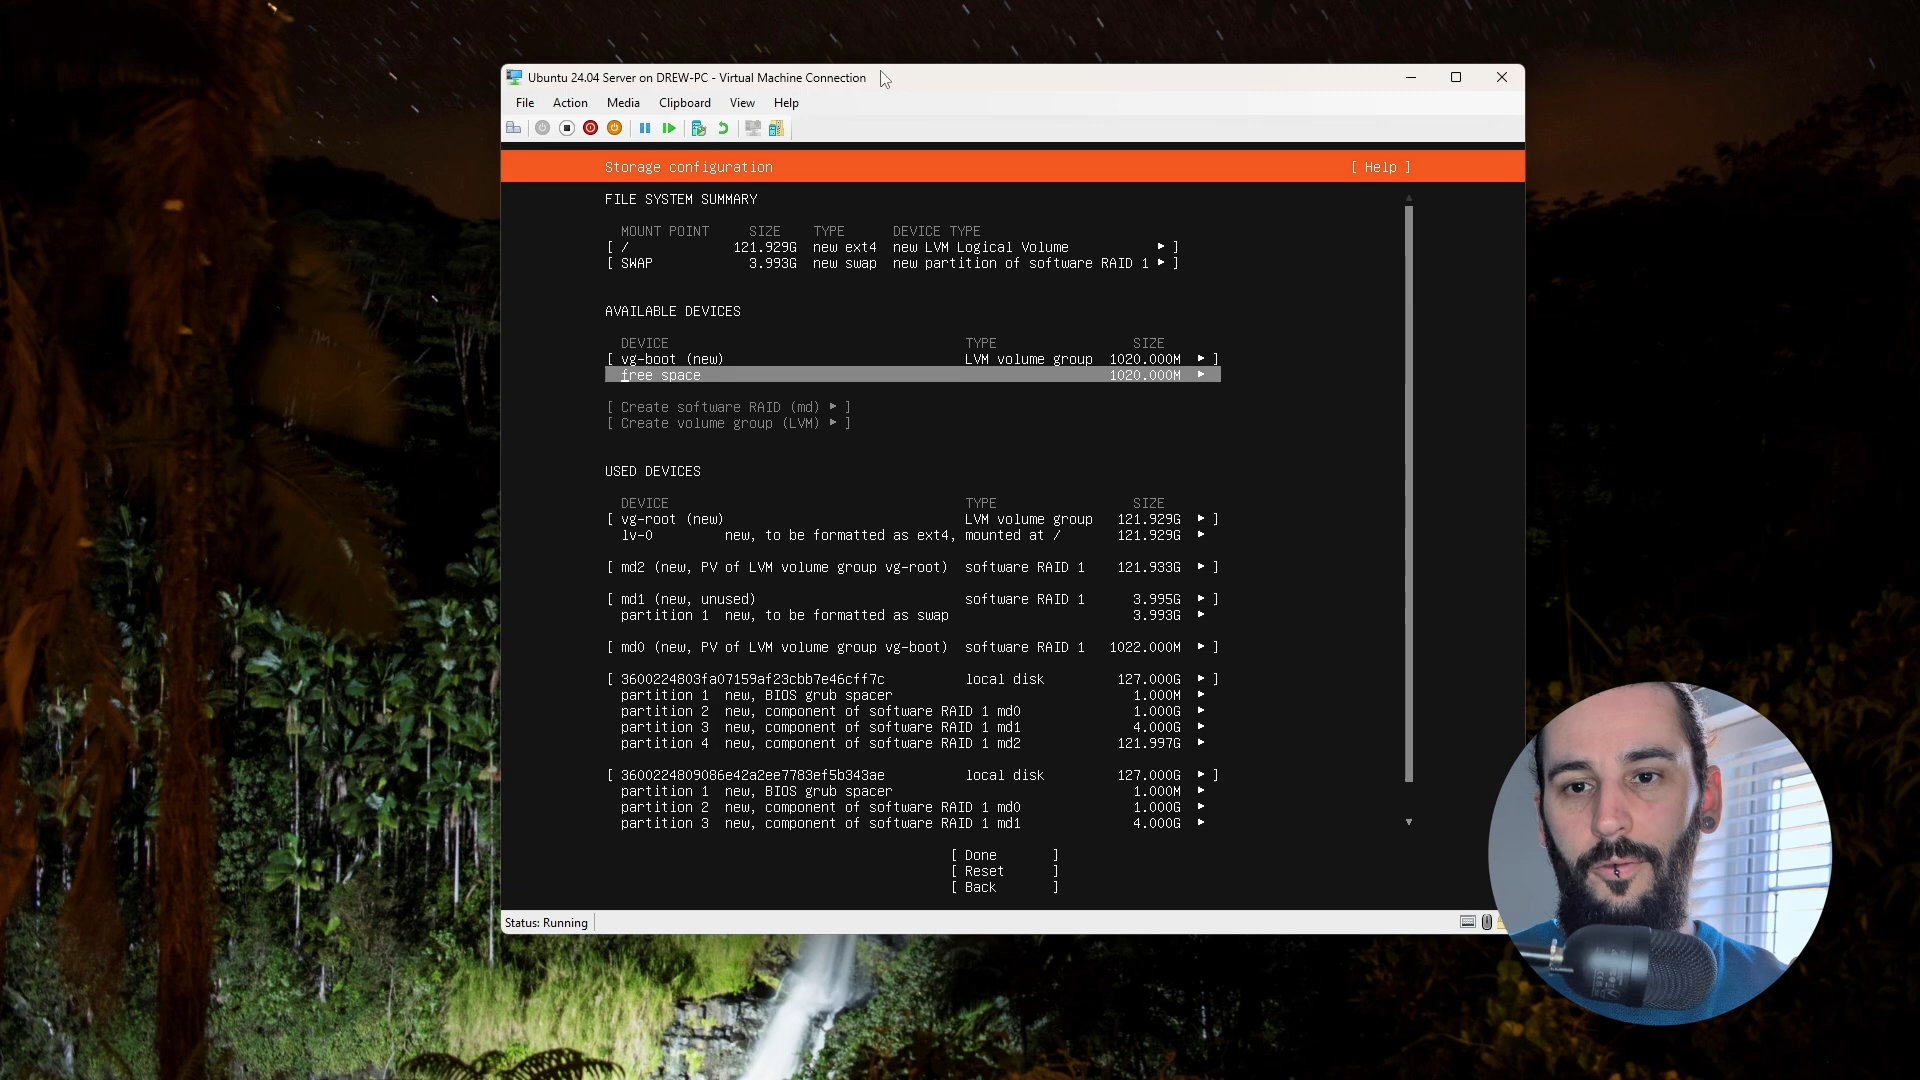 Ubuntu 24.04 Server on DREW-PC - Virtual Machine Connection
File Action Media Clipboard View Help
Storage configuration [ Help ]
FILE SYSTEM SUMMARY
MOUNT POINT SIZE TYPE DEVICE TYPE
[ / 121.929G new ext4 new LVM Logical Volume ▸ ]
[ SWAP 3.993G new swap new partition of software RAID 1 ▸ ]
AVAILABLE DEVICES
DEVICE TYPE SIZE
[ vg-boot (new) LVM volume group 1020.000M ▸ ]
free space 1020.000M ▸
[ Create software RAID (md) ▸ ]
[ Create volume group (LVM) ▸ ]
USED DEVICES
DEVICE TYPE SIZE
[ vg-root (new) LVM volume group 121.929G ▸ ]
lv-0 new, to be formatted as ext4, mounted at / 121.929G ▸
[ md2 (new, PV of LVM volume group vg-root) software RAID 1 121.933G ▸ ]
[ md1 (new, unused) software RAID 1 3.995G ▸ ]
partition 1 new, to be formatted as swap 3.993G ▸
[ md0 (new, PV of LVM volume group vg-boot) software RAID 1 1022.000M ▸ ]
[ 3600224803fa07159af23cbb7e46cff7c local disk 127.000G ▸ ]
partition 1 new, BIOS grub spacer 1.000M ▸
partition 2 new, component of software RAID 1 md0 1.000G ▸
partition 3 new, component of software RAID 1 md1 4.000G ▸
partition 4 new, component of software RAID 1 md2 121.997G ▸
[ 3600224809086e42a2ee7783ef5b343ae local disk 127.000G ▸ ]
partition 1 new, BIOS grub spacer 1.000M ▸
partition 2 new, component of software RAID 1 md0 1.000G ▸
partition 3 new, component of software RAID 1 md1 4.000G ▸
[ Done ]
[ Reset ]
[ Back ]
Status: Running